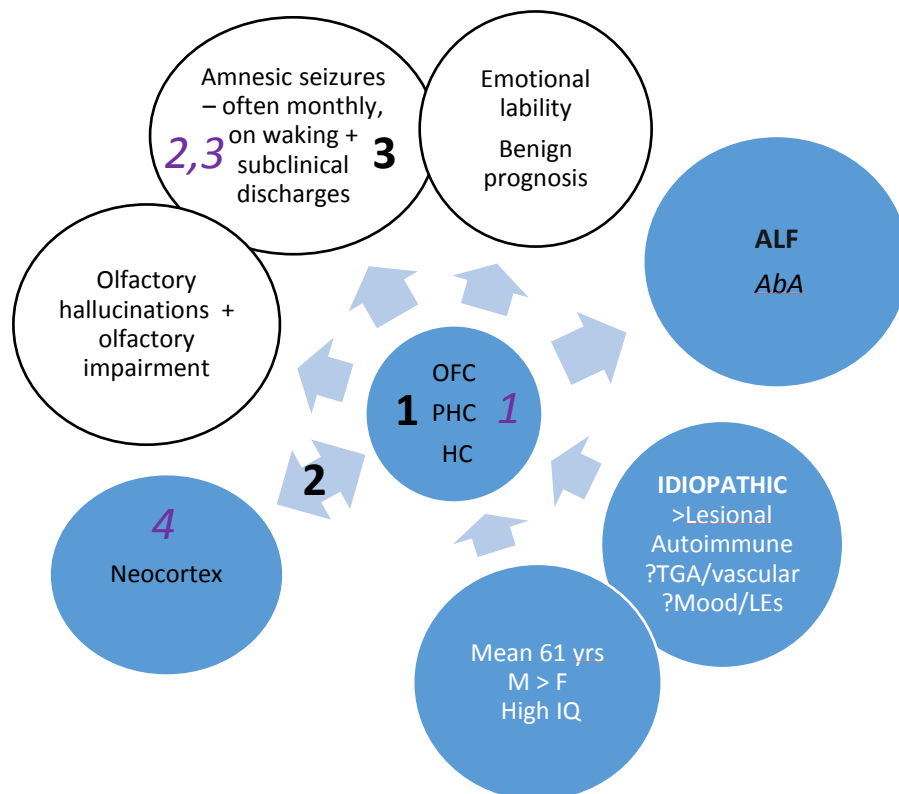 Amnesic seizures
– often monthly,
2,3 on waking + 3
subclinical
discharges
Emotional
lability
Benign
prognosis
ALF
AbA
Olfactory
hallucinations +
olfactory
impairment
OFC
1 PHC 1
HC
2
4
Neocortex
IDIOPATHIC
>Lesional
Autoimmune
?TGA/vascular
?Mood/LEs
Mean 61 yrs
M > F
High IQ